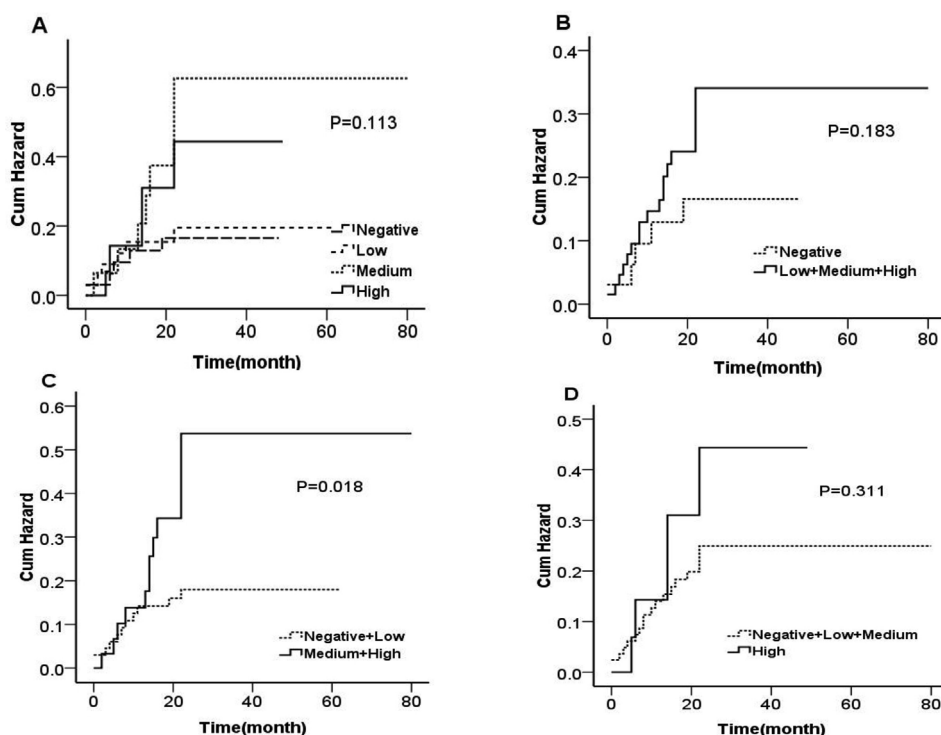 A
Cum Hazard
0.6
0.4
0.2
0.0
P=0.113
Negative
Low
Medium
High
0 20 40 60 80
Time(month)
B
Cum Hazard
0.4
0.3
0.2
0.1
0.0
P=0.183
Negative
Low+Medium+High
0 20 40 60 80
Time(month)
C
Cum Hazard
0.6
0.5
0.4
0.3
0.2
0.1
0.0
P=0.018
Negative+Low
Medium+High
0 20 40 60 80
Time(month)
D
Cum Hazard
0.5
0.4
0.3
0.2
0.1
0.0
P=0.311
Negative+Low+Medium
High
0 20 40 60 80
Time(month)